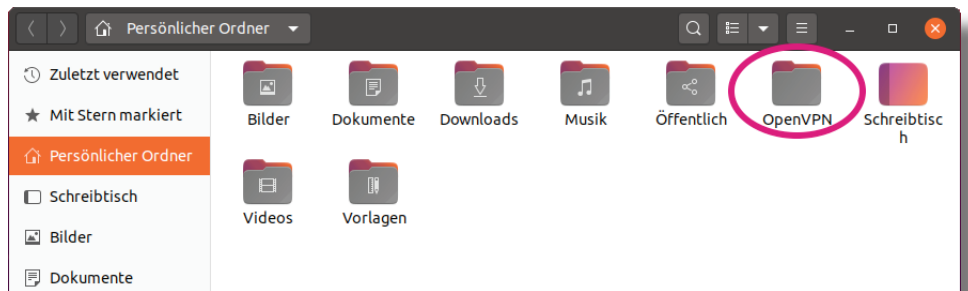 Persönlicher Ordner
Zuletzt verwendet
Mit Stern markiert
Persönlicher Ordner
Schreibtisch
Bilder
Dokumente
Bilder Dokumente Downloads Musik Öffentlich OpenVPN Schreibtisc
h
Videos Vorlagen